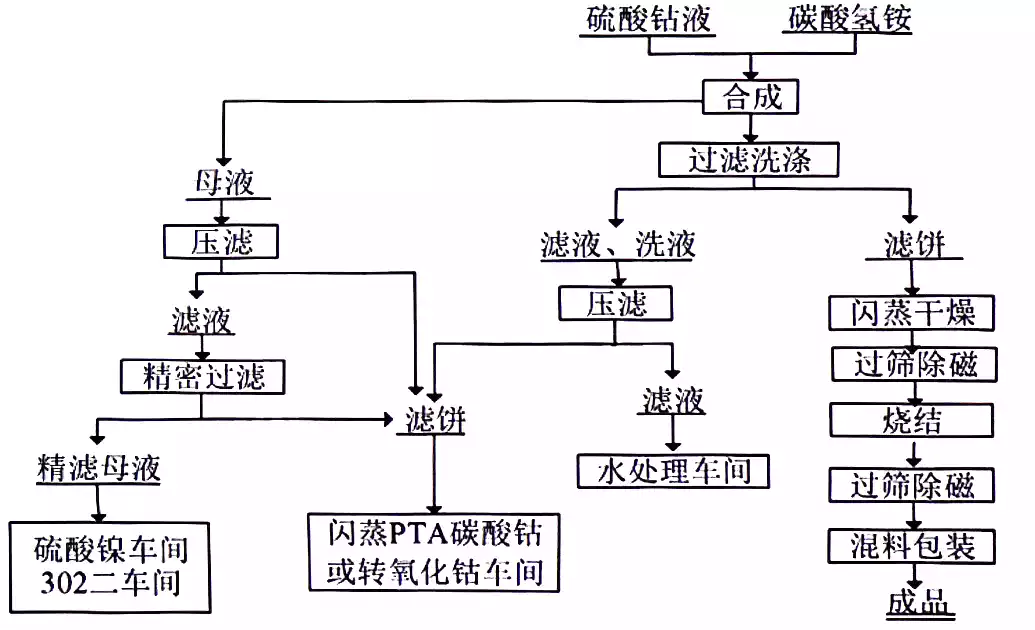 硫酸钴液
碳酸氢铵
合成
过滤洗涤
母液
压滤
滤液、洗液
滤饼
滤液
压滤
闪蒸干燥
精密过滤
过筛除磁
滤饼
滤液
烧结
精滤母液
水处理车间
过筛除磁
硫酸镍车间
302二车间
闪蒸PTA碳酸钴
或转氧化钴车间
混料包装
成品